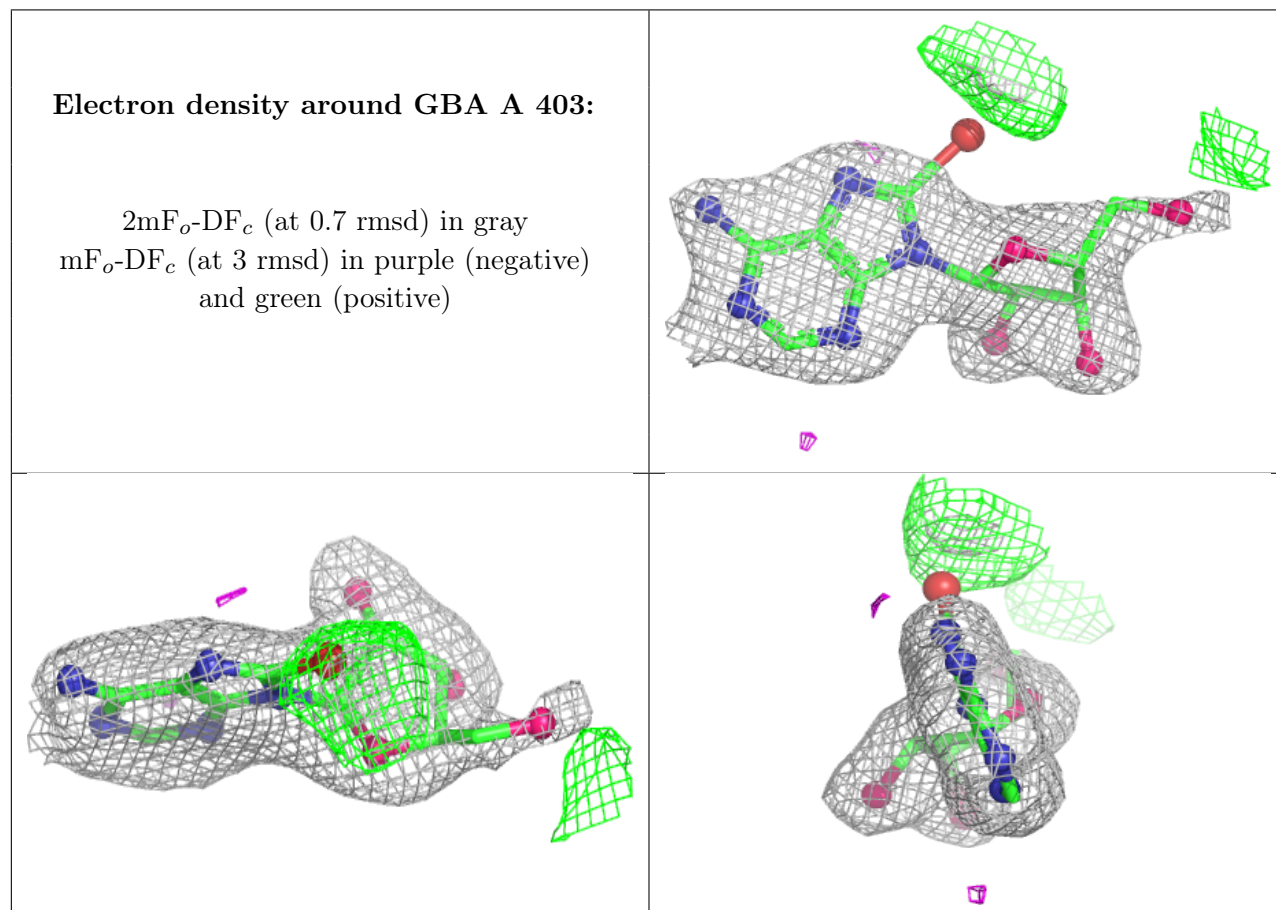 Electron density around GBA A 403:
2mFo-DFc (at 0.7 rmsd) in gray
mFo-DFc (at 3 rmsd) in purple (negative)
and green (positive)